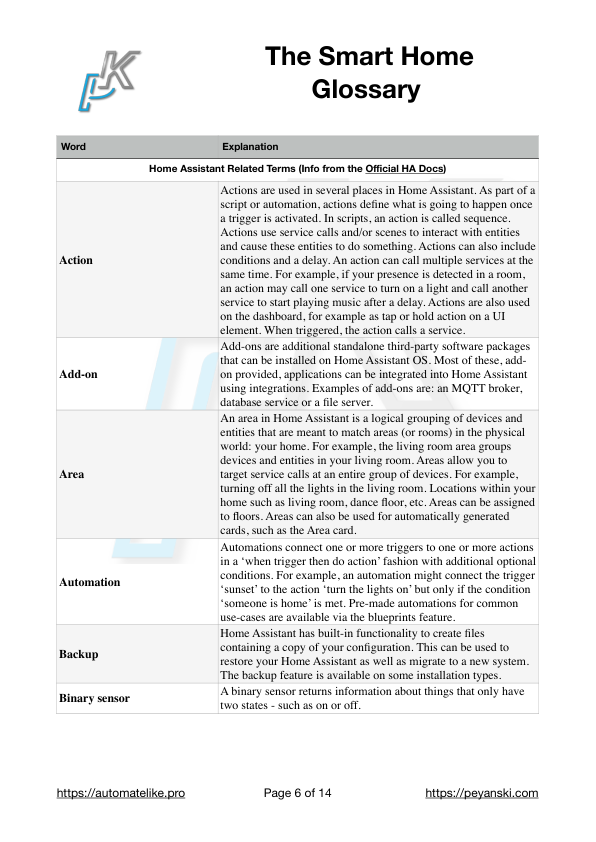 The Smart Home
Glossary
Word Explanation
Home Assistant Related Terms (Info from the Official HA Docs)
Action
Actions are used in several places in Home Assistant. As part of a
script or automation, actions define what is going to happen once
a trigger is activated. In scripts, an action is called sequence.
Actions use service calls and/or scenes to interact with entities
and cause these entities to do something. Actions can also include
conditions and a delay. An action can call multiple services at the
same time. For example, if your presence is detected in a room,
an action may call one service to turn on a light and call another
service to start playing music after a delay. Actions are also used
on the dashboard, for example as tap or hold action on a UI
element. When triggered, the action calls a service.
Add-on
Add-ons are additional standalone third-party software packages
that can be installed on Home Assistant OS. Most of these, add-
on provided, applications can be integrated into Home Assistant
using integrations. Examples of add-ons are: an MQTT broker,
database service or a file server.
Area
An area in Home Assistant is a logical grouping of devices and
entities that are meant to match areas (or rooms) in the physical
world: your home. For example, the living room area groups
devices and entities in your living room. Areas allow you to
target service calls at an entire group of devices. For example,
turning off all the lights in the living room. Locations within your
home such as living room, dance floor, etc. Areas can be assigned
to floors. Areas can also be used for automatically generated
cards, such as the Area card.
Automation
Automations connect one or more triggers to one or more actions
in a ‘when trigger then do action’ fashion with additional optional
conditions. For example, an automation might connect the trigger
‘sunset’ to the action ‘turn the lights on’ but only if the condition
‘someone is home’ is met. Pre-made automations for common
use-cases are available via the blueprints feature.
Backup
Home Assistant has built-in functionality to create files
containing a copy of your configuration. This can be used to
restore your Home Assistant as well as migrate to a new system.
The backup feature is available on some installation types.
Binary sensor
A binary sensor returns information about things that only have
two states - such as on or off.
https://automatelike.pro Page 6 of 14 https://peyanski.com